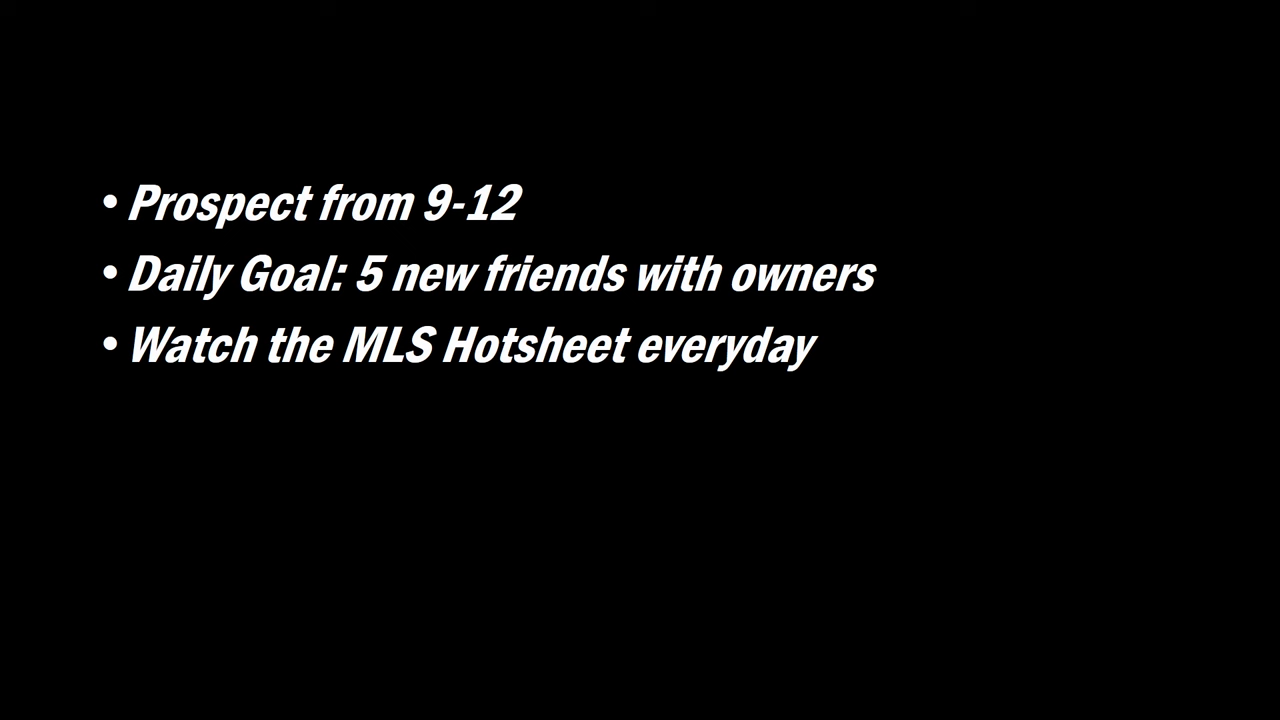 • Prospect from 9-12
• Daily Goal: 5 new friends with owners
• Watch the MLS Hotsheet everyday